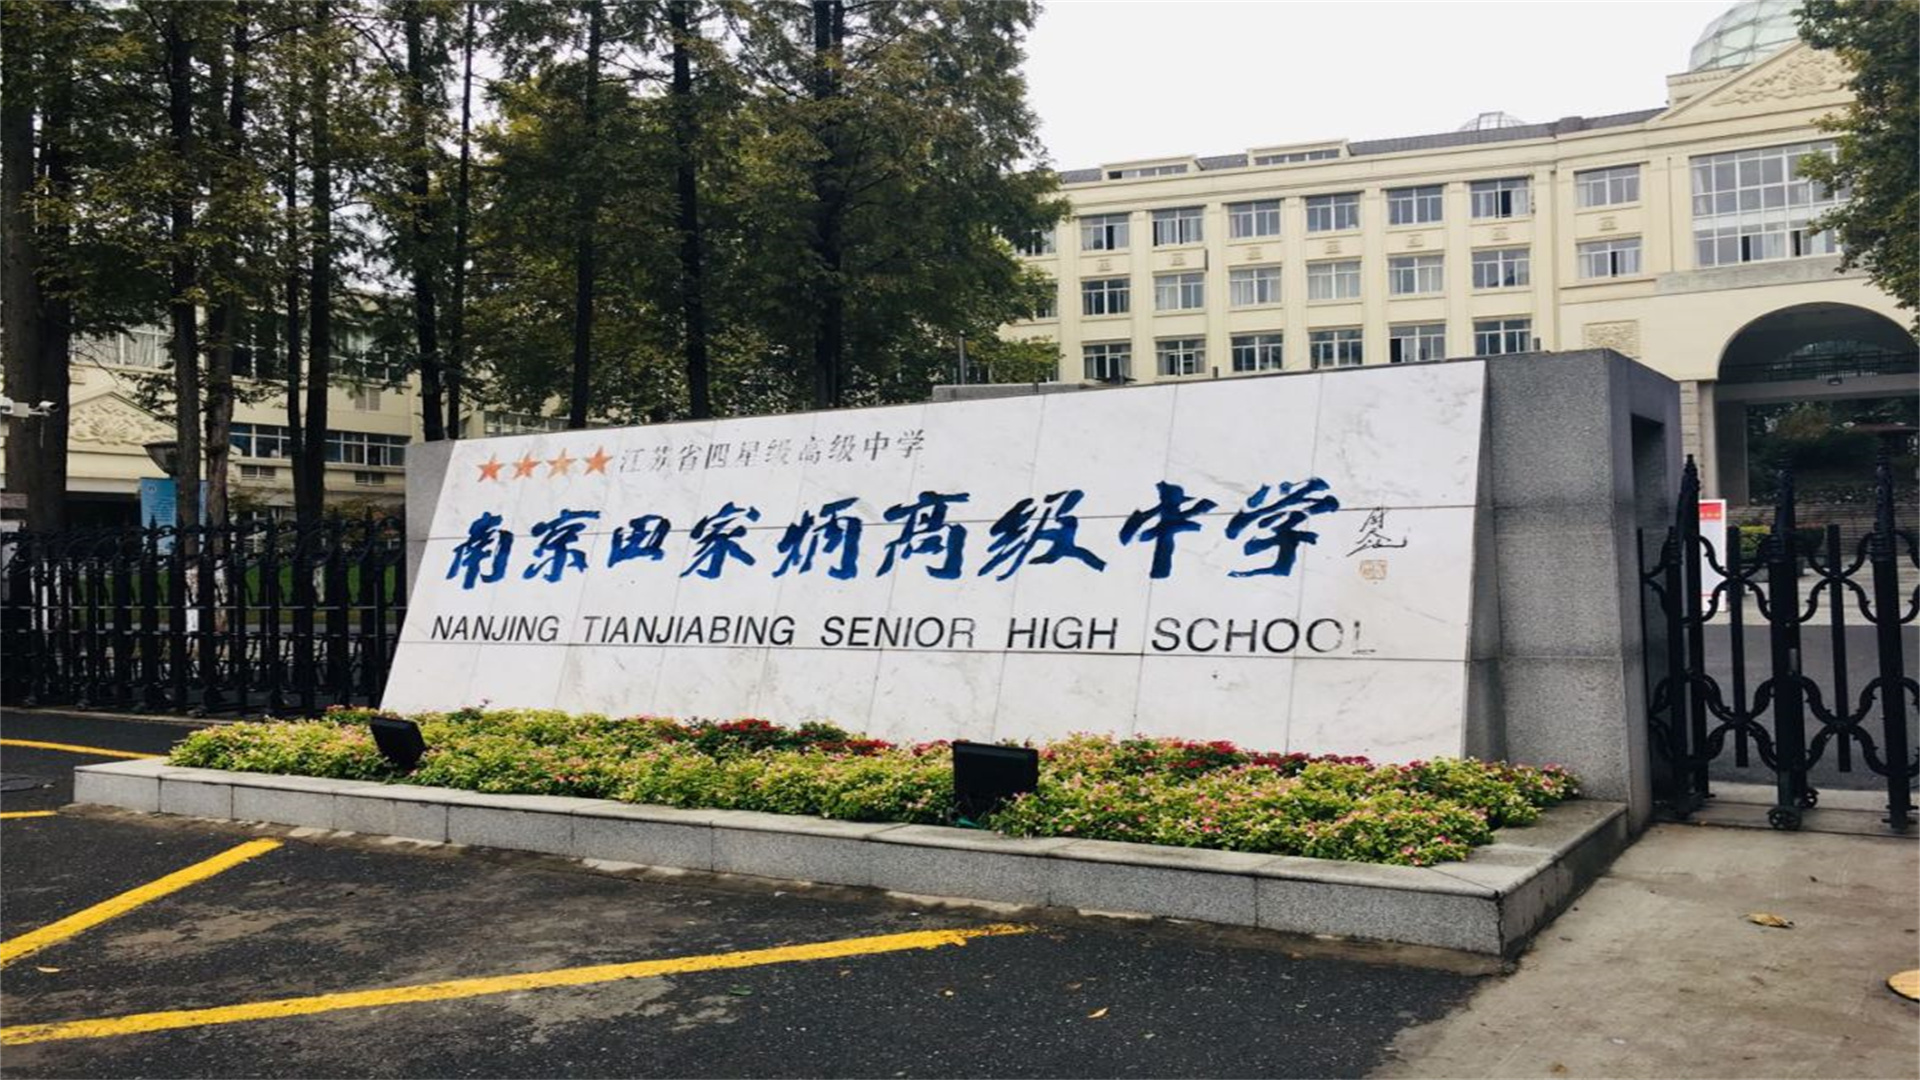 ★★★★江苏省四星级高级中学
南京田家炳高级中学
NANJING TIANJIABING SENIOR HIGH SCHOOL